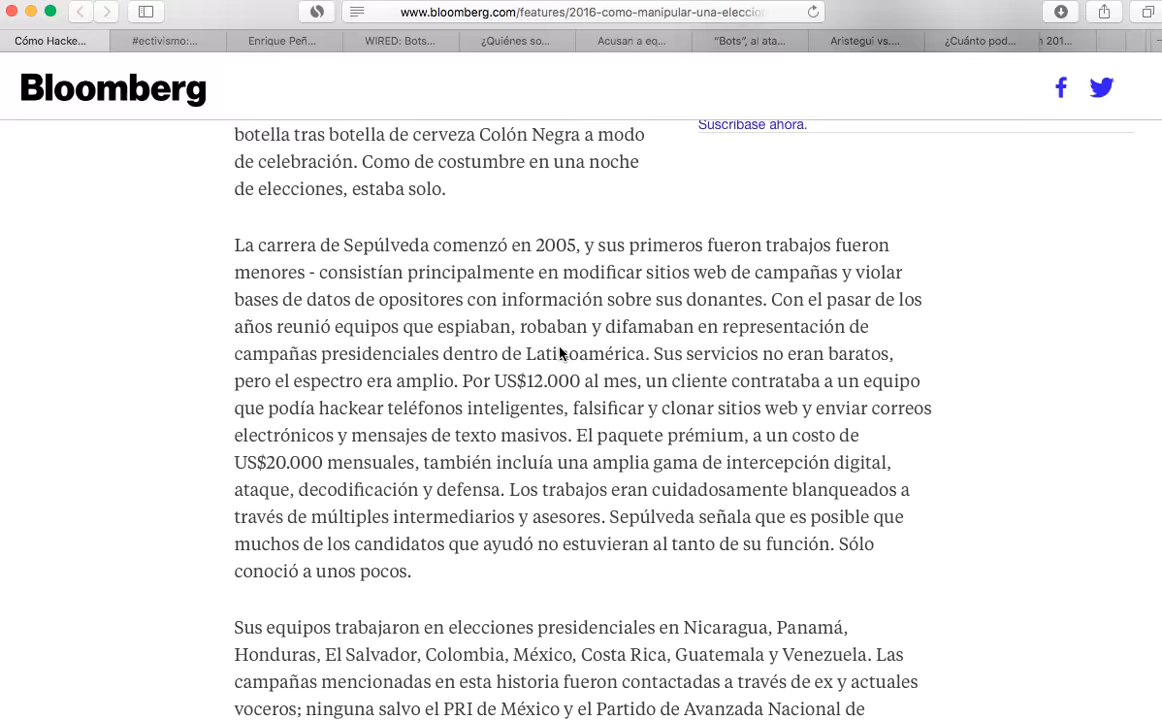 www.bloomberg.com/features/2016-como-manipular-una-elecci
Cómo Hacke...
#ectivismo:...
Enrique Peñ...
WIRED: Bots...
¿Quiénes so...
Acusan a eq...
"Bots", al ata...
Aristegui vs....
¿Cuánto pod...
201...
Bloomberg
Suscríbase ahora.
botella tras botella de cerveza Colón Negra a modo
de celebración. Como de costumbre en una noche
de elecciones, estaba solo.
La carrera de Sepúlveda comenzó en 2005, y sus primeros fueron trabajos fueron
menores - consistían principalmente en modificar sitios web de campañas y violar
bases de datos de opositores con información sobre sus donantes. Con el pasar de los
años reunió equipos que espiaban, robaban y difamaban en representación de
campañas presidenciales dentro de Latinoamérica. Sus servicios no eran baratos,
pero el espectro era amplio. Por US$12.000 al mes, un cliente contrataba a un equipo
que podía hackear teléfonos inteligentes, falsificar y clonar sitios web y enviar correos
electrónicos y mensajes de texto masivos. El paquete prémium, a un costo de
US$20.000 mensuales, también incluía una amplia gama de intercepción digital,
ataque, decodificación y defensa. Los trabajos eran cuidadosamente blanqueados a
través de múltiples intermediarios y asesores. Sepúlveda señala que es posible que
muchos de los candidatos que ayudó no estuvieran al tanto de su función. Sólo
conoció a unos pocos.
Sus equipos trabajaron en elecciones presidenciales en Nicaragua, Panamá,
Honduras, El Salvador, Colombia, México, Costa Rica, Guatemala y Venezuela. Las
campañas mencionadas en esta historia fueron contactadas a través de ex y actuales
voceros; ninguna salvo el PRI de México y el Partido de Avanzada Nacional de